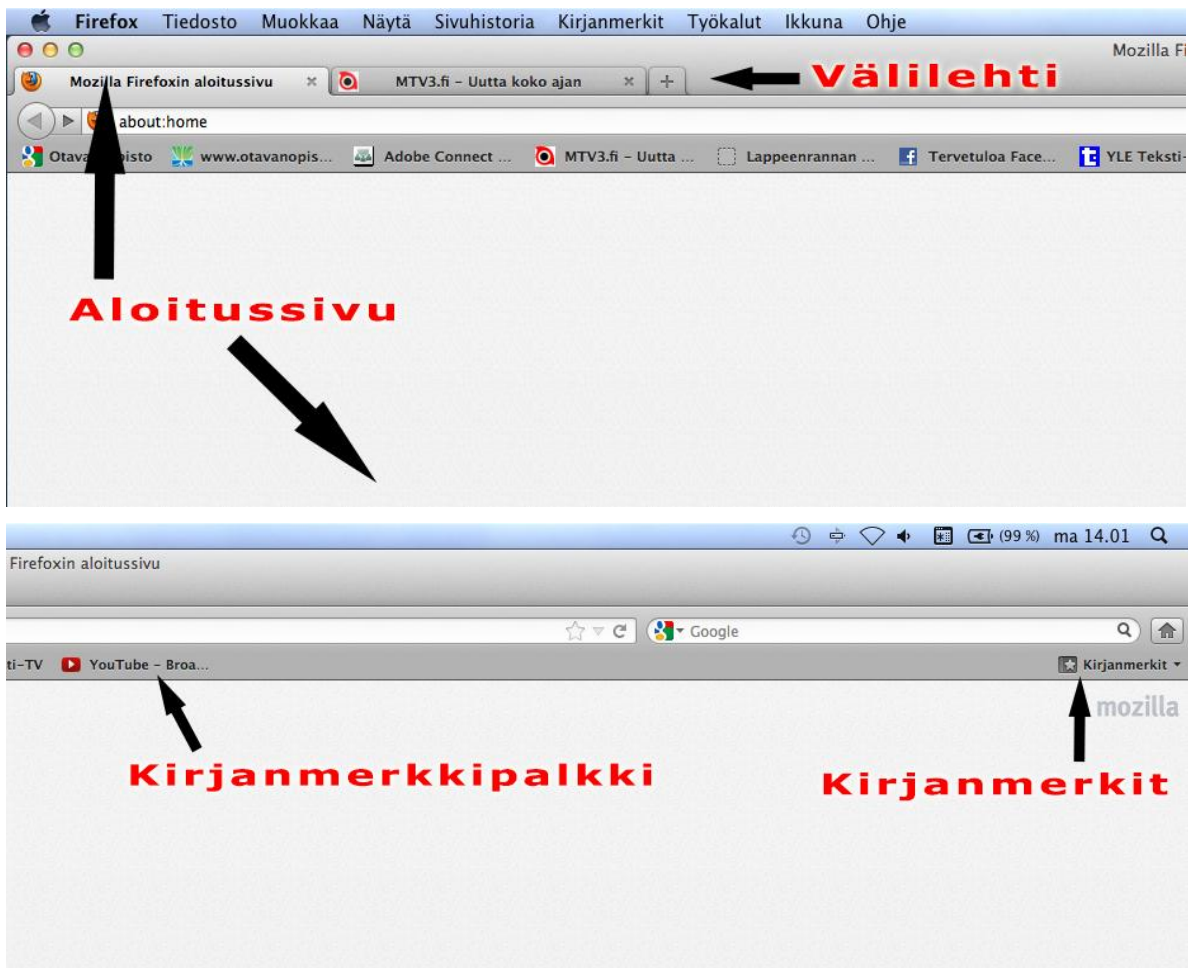 Firefox Tiedosto Muokkaa Näytä Sivuhistoria Kirjanmerkit Työkalut Ikkuna Ohje
Mozilla Fi
Mozilla Firefoxin aloitussivu MTV3.fi – Uutta koko ajan Välilehti
about:home
Otavanopisto www.otavanopis... Adobe Connect ... MTV3.fi – Uutta ... Lappeenrannan ... Tervetuloa Face... YLE Teksti-
Aloitussivu
(99 %) ma 14.01
Firefoxin aloitussivu
Google
ti-TV YouTube – Broa... Kirjanmerkit
mozilla
Kirjanmerkkipalkki
Kirjanmerkit